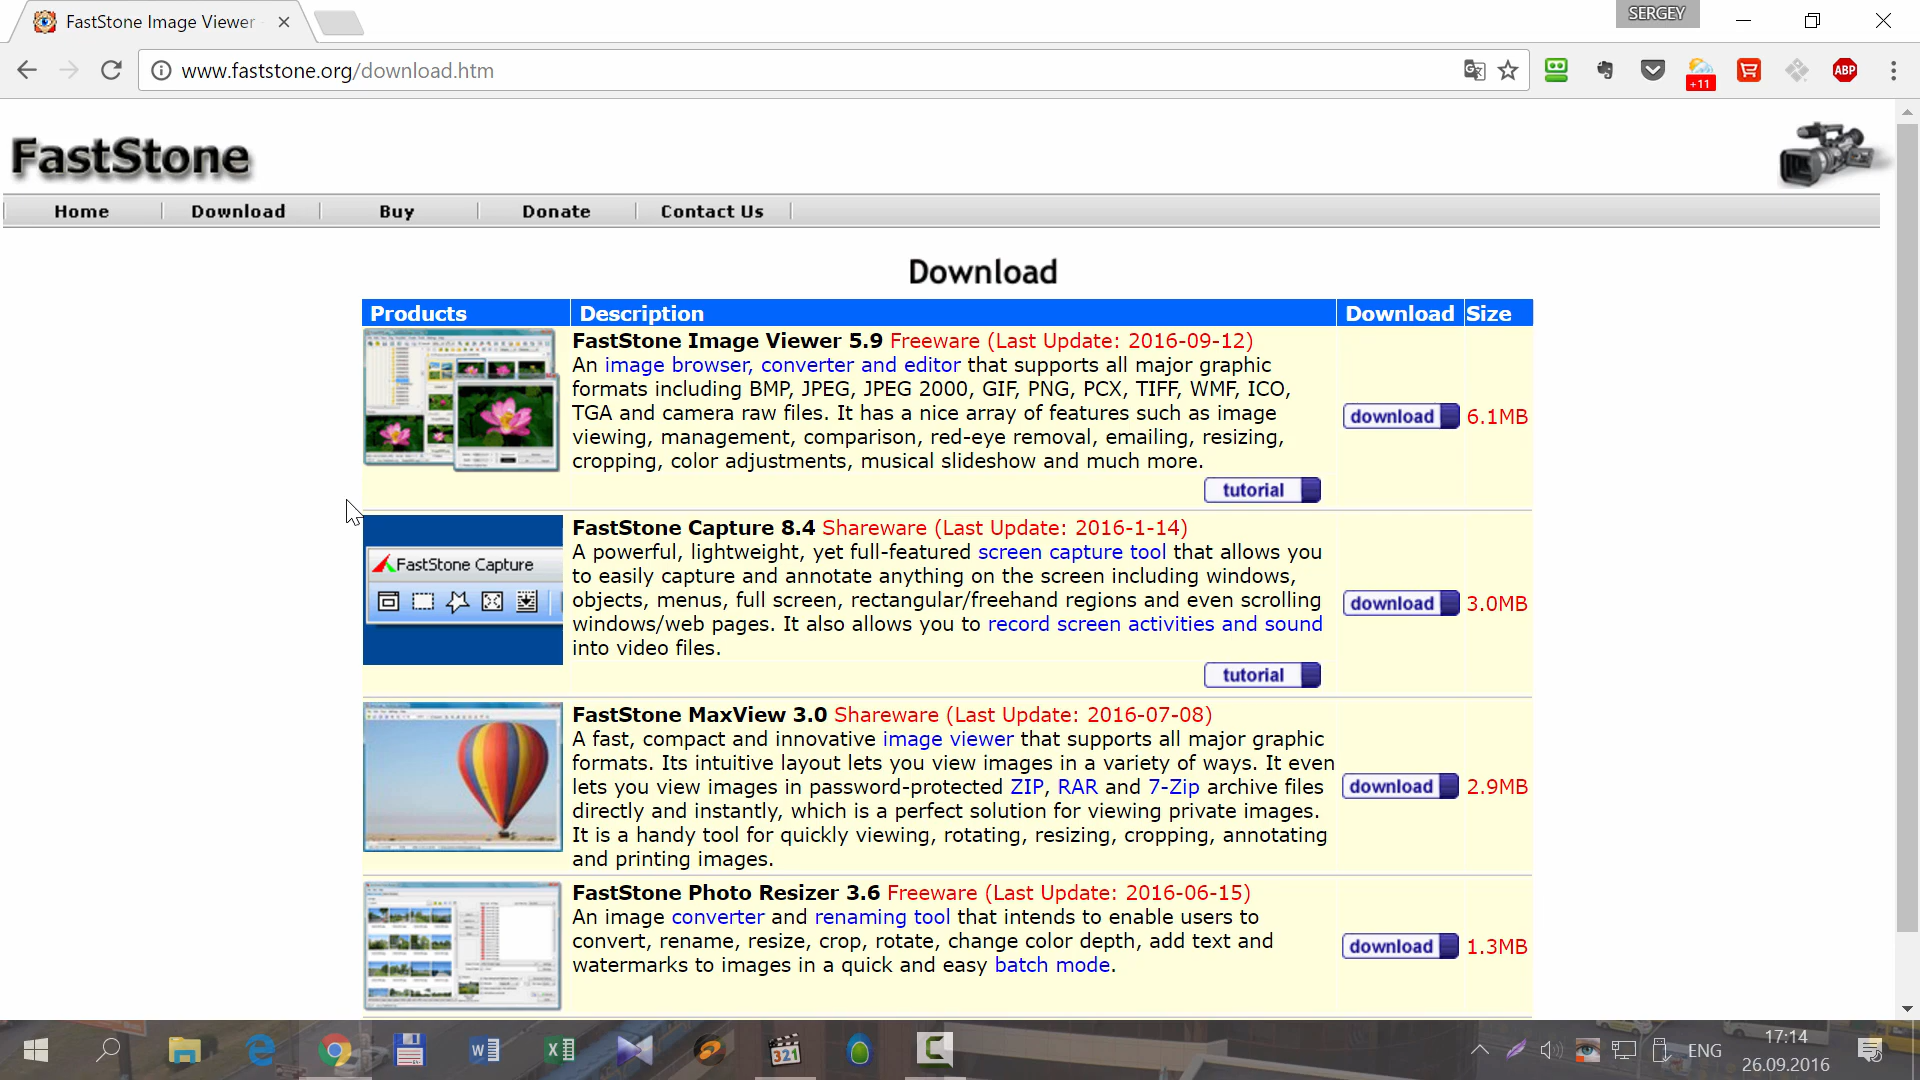 FastStone Image Viewer
SERGEY
www.faststone.org/download.htm
+11
ABP
FastStone
Home
Download
Buy
Donate
Contact Us
Download
Products
Description
Download
Size
FastStone Image Viewer 5.9 Freeware (Last Update: 2016-09-12)
An image browser, converter and editor that supports all major graphic
formats including BMP, JPEG, JPEG 2000, GIF, PNG, PCX, TIFF, WMF, ICO,
TGA and camera raw files. It has a nice array of features such as image
viewing, management, comparison, red-eye removal, emailing, resizing,
cropping, color adjustments, musical slideshow and much more.
tutorial
download
6.1MB
FastStone Capture
FastStone Capture 8.4 Shareware (Last Update: 2016-1-14)
A powerful, lightweight, yet full-featured screen capture tool that allows you
to easily capture and annotate anything on the screen including windows,
objects, menus, full screen, rectangular/freehand regions and even scrolling
windows/web pages. It also allows you to record screen activities and sound
into video files.
tutorial
download
3.0MB
FastStone MaxView 3.0 Shareware (Last Update: 2016-07-08)
A fast, compact and innovative image viewer that supports all major graphic
formats. Its intuitive layout lets you view images in a variety of ways. It even
lets you view images in password-protected ZIP, RAR and 7-Zip archive files
directly and instantly, which is a perfect solution for viewing private images.
It is a handy tool for quickly viewing, rotating, resizing, cropping, annotating
and printing images.
download
2.9MB
FastStone Photo Resizer 3.6 Freeware (Last Update: 2016-06-15)
An image converter and renaming tool that intends to enable users to
convert, rename, resize, crop, rotate, change color depth, add text and
watermarks to images in a quick and easy batch mode.
download
1.3MB
321
ENG
17:14
26.09.2016